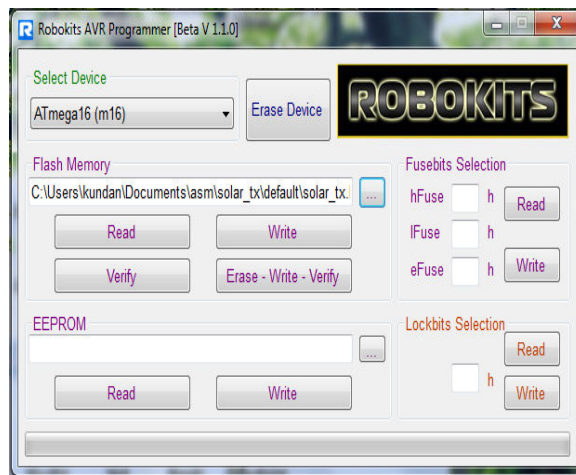 Robokits AVR Programmer [Beta V 1.1.0]
Select Device
ATmega16 (m16)
Erase Device
ROBOKITS
Flash Memory
C:\Users\kundan\Documents\asm\solar_tx\default\solar_tx.
...
Read Write
Verify Erase - Write - Verify
Fusebits Selection
hFuse h Read
lFuse h
eFuse h Write
EEPROM
...
Read Write
Lockbits Selection
Read
h
Write